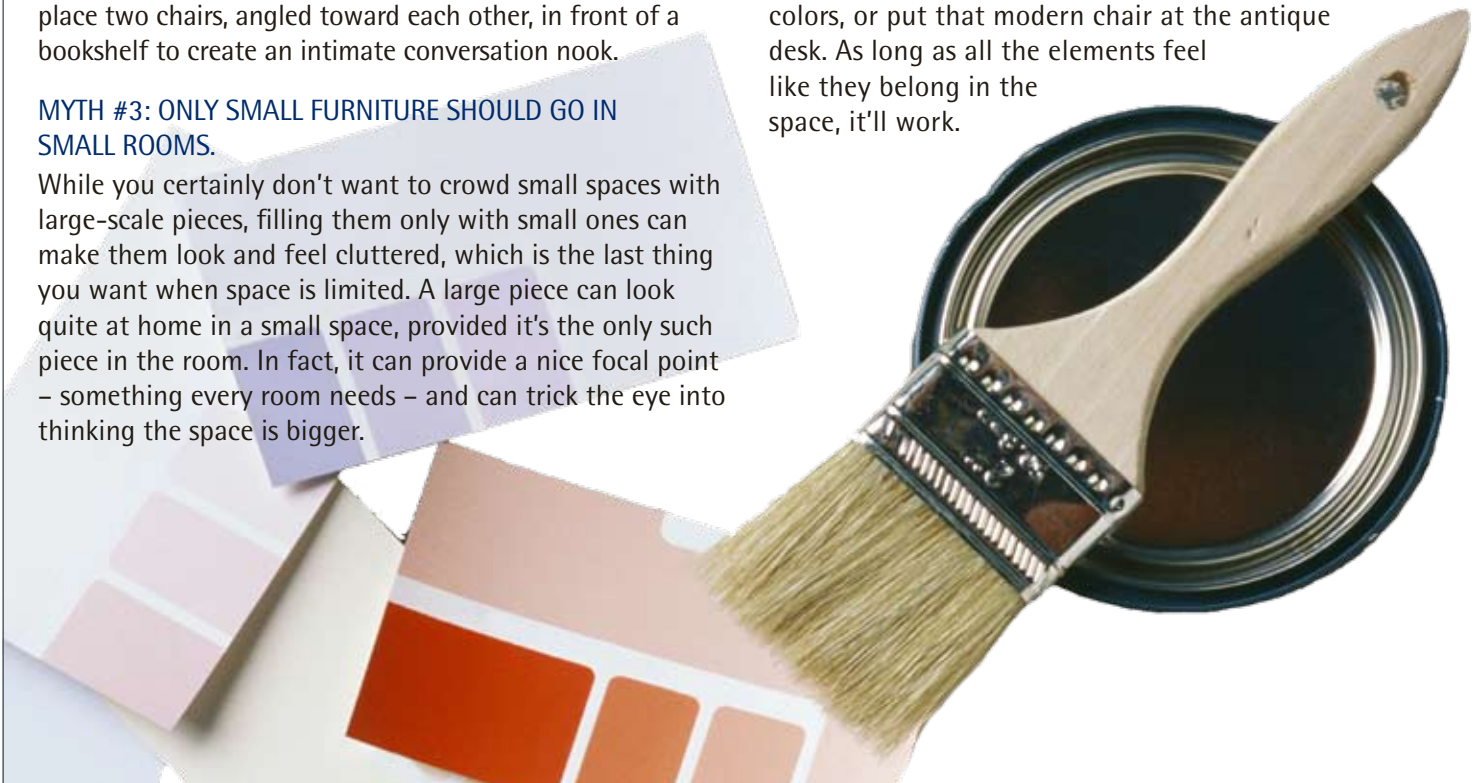 place two chairs, angled toward each other, in front of a
bookshelf to create an intimate conversation nook.
MYTH #3: ONLY SMALL FURNITURE SHOULD GO IN
SMALL ROOMS.
While you certainly don't want to crowd small spaces with
large-scale pieces, filling them only with small ones can
make them look and feel cluttered, which is the last thing
you want when space is limited. A large piece can look
quite at home in a small space, provided it's the only such
piece in the room. In fact, it can provide a nice focal point
– something every room needs – and can trick the eye into
thinking the space is bigger.
colors, or put that modern chair at the antique
desk. As long as all the elements feel
like they belong in the
space, it'll work.